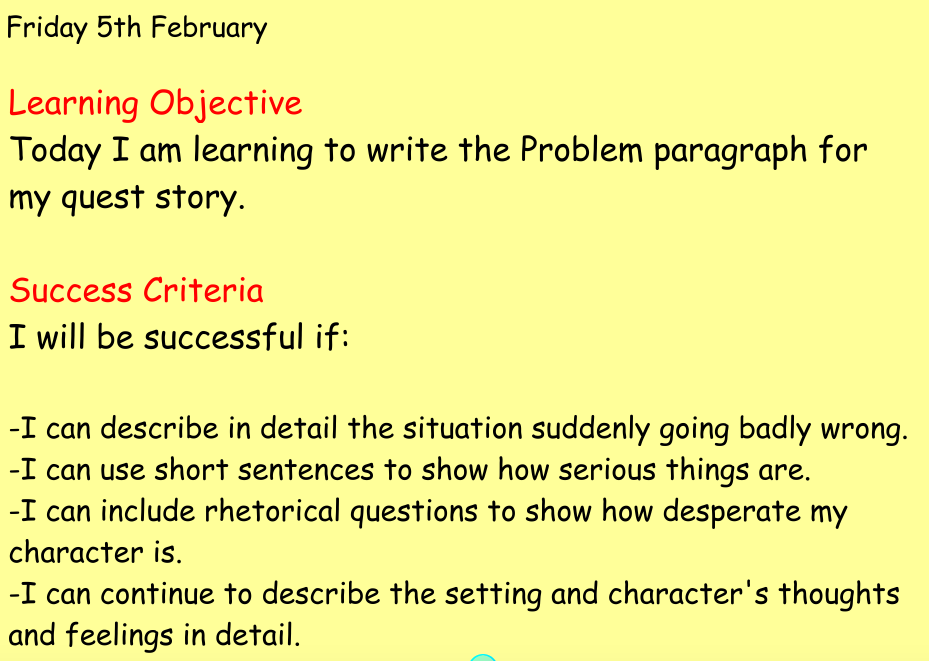 Friday 5th February
Learning Objective
Today I am learning to write the Problem paragraph for
my quest story.
Success Criteria
I will be successful if:
-I can describe in detail the situation suddenly going badly wrong.
-I can use short sentences to show how serious things are.
-I can include rhetorical questions to show how desperate my
character is.
-I can continue to describe the setting and character's thoughts
and feelings in detail.